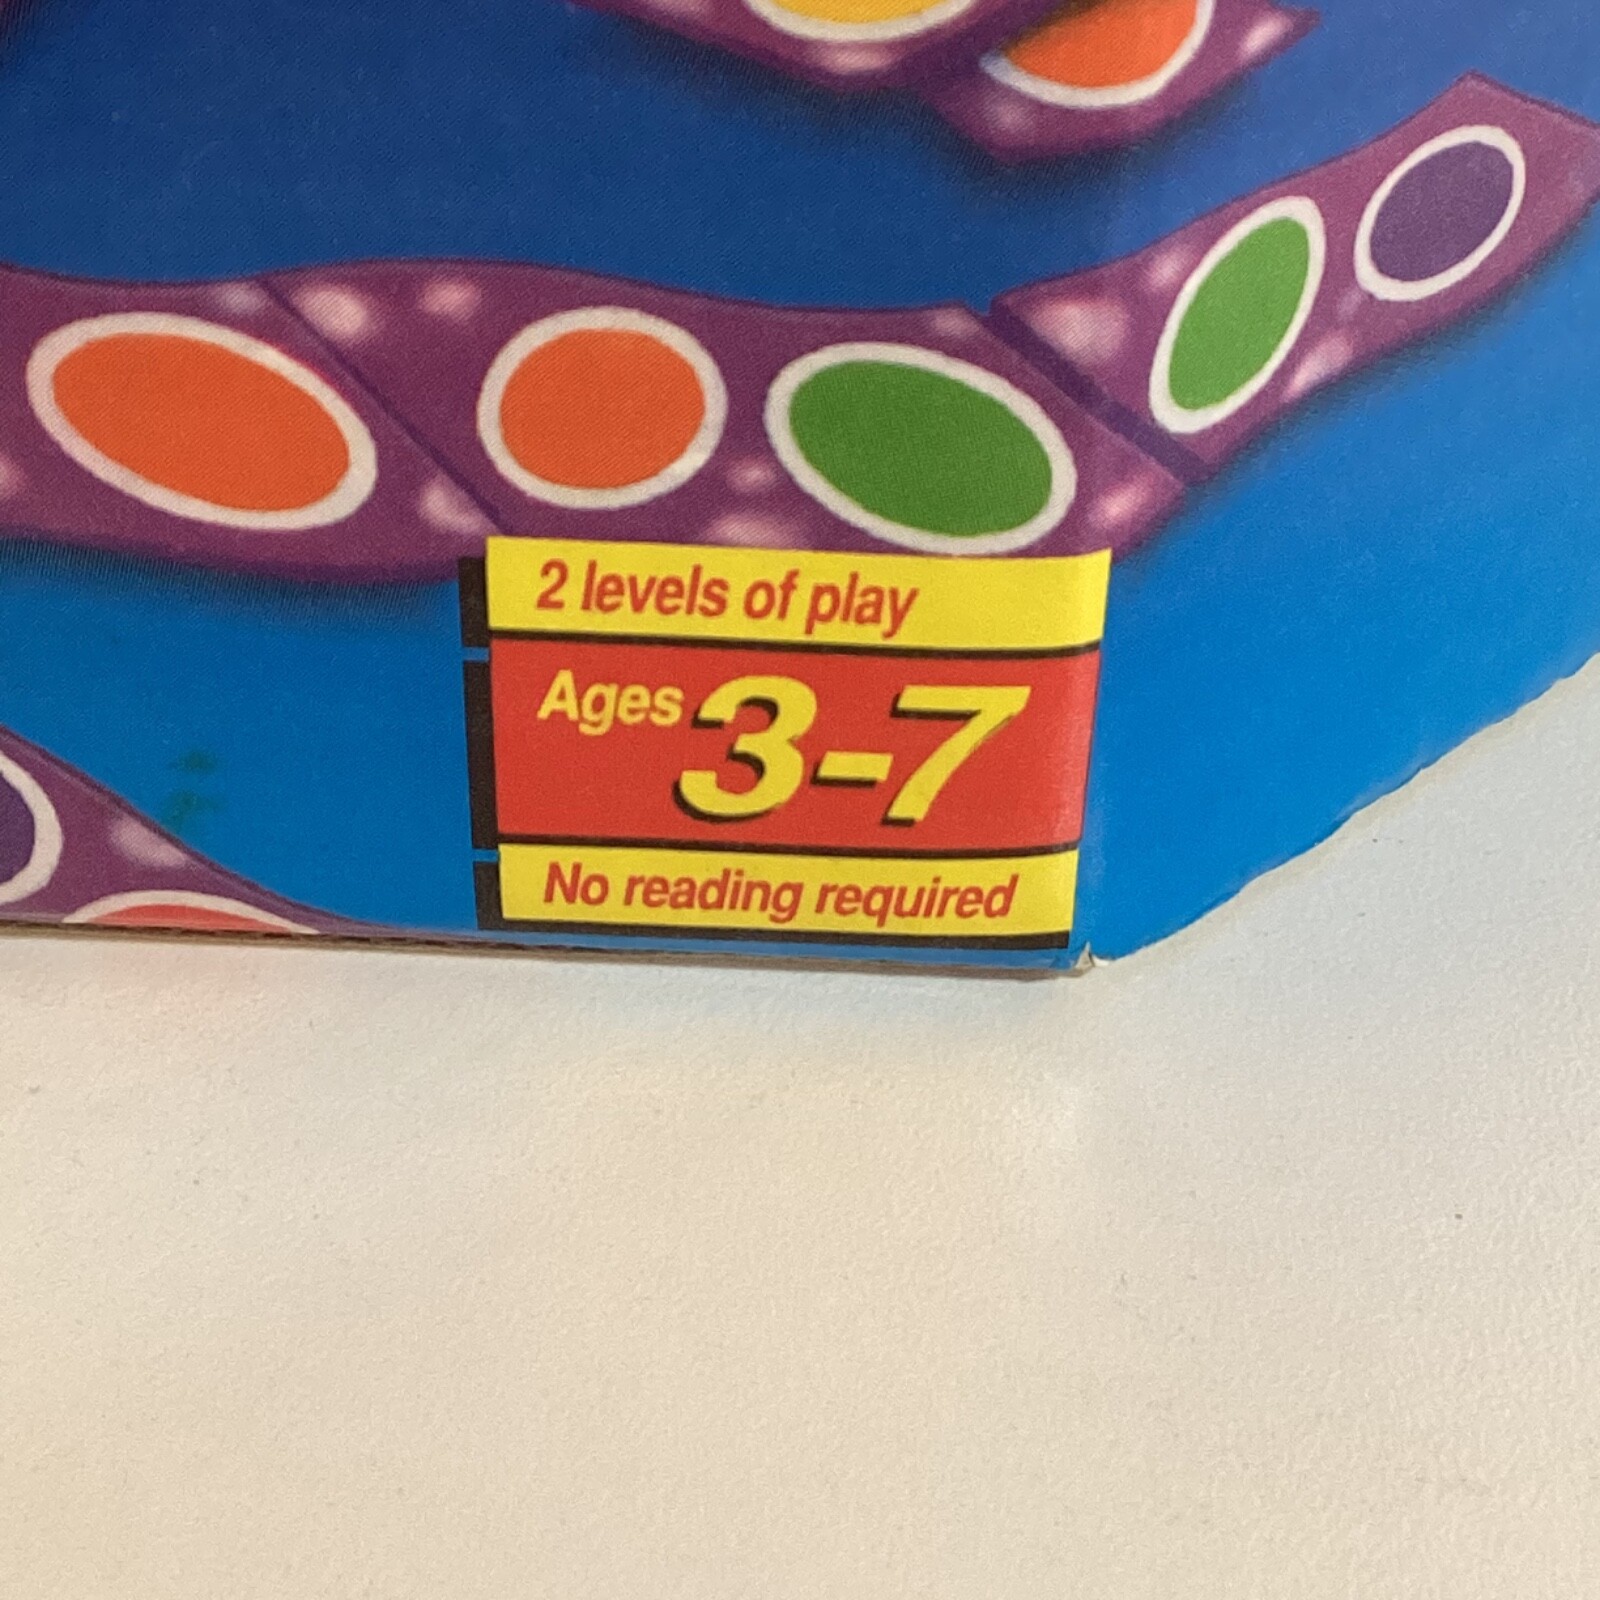 2 levels of play
Ages 3-7
No reading required